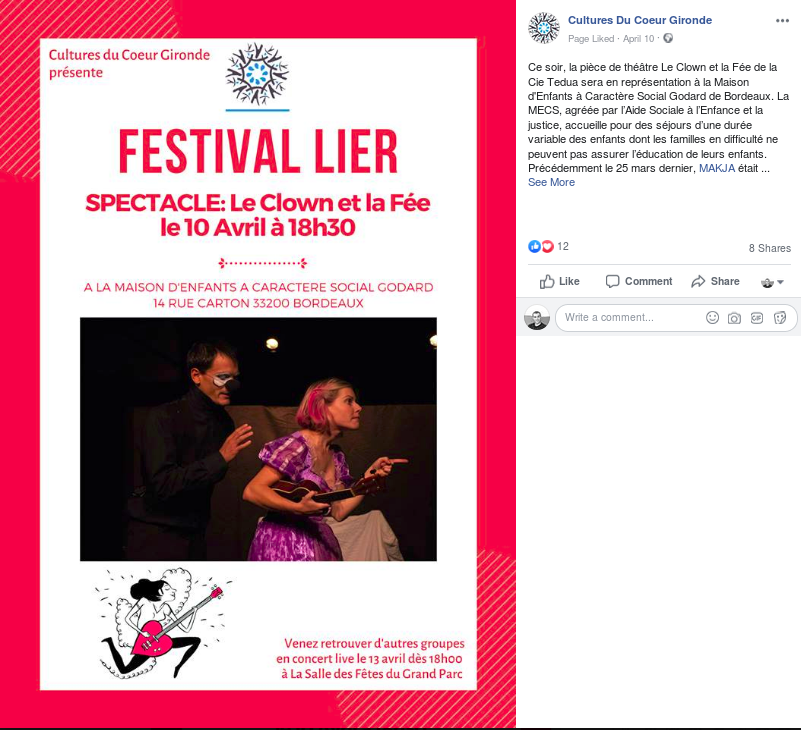 Cultures du Coeur Gironde
présente
FESTIVAL LIER
SPECTACLE: Le Clown et la Fée
le 10 Avril à 18h30
A LA MAISON D'ENFANTS A CARACTERE SOCIAL GODARD
14 RUE CARTON 33200 BORDEAUX
Venez retrouver d'autres groupes
en concert live le 13 avril dès 18h00
à La Salle des Fêtes du Grand Parc
Cultures Du Coeur Gironde
Page Liked · April 10 ·
Ce soir, la pièce de théâtre Le Clown et la Fée de la
Cie Tedua sera en représentation à la Maison
d'Enfants à Caractère Social Godard de Bordeaux. La
MECS, agréée par l'Aide Sociale à l'Enfance et la
justice, accueille pour des séjours d'une durée
variable des enfants dont les familles en difficulté ne
peuvent pas assurer l'éducation de leurs enfants.
Précédemment le 25 mars dernier, MAKJA était ...
See More
12
8 Shares
Like Comment Share
Write a comment...
GIF